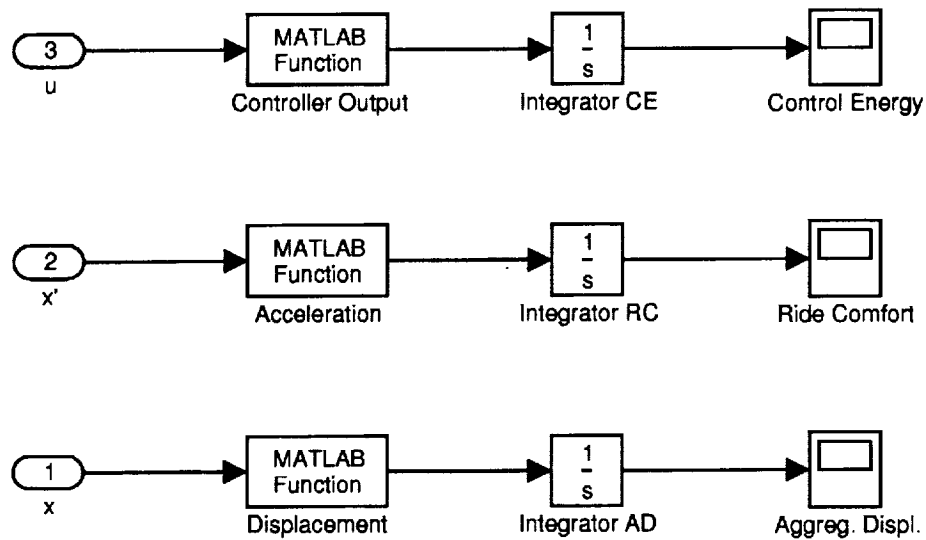 3
u
MATLAB
Function
Controller Output
1
s
Integrator CE
Control Energy
2
x'
MATLAB
Function
Acceleration
1
s
Integrator RC
Ride Comfort
1
x
MATLAB
Function
Displacement
1
s
Integrator AD
Aggreg. Displ.